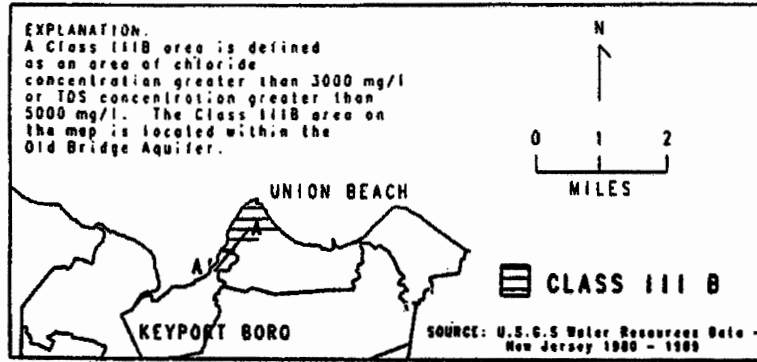 EXPLANATION.
A Class IIIB area is defined
as an area of chloride
concentration greater than 3000 mg/l
or TDS concentration greater than
5000 mg/l. The Class IIIB area on
the map is located within the
Old Bridge Aquifer.
N
0 1 2
MILES
UNION BEACH
A
A'
KEYPORT BORO
CLASS III B
SOURCE: U.S.G.S Water Resources Data -
New Jersey 1980 - 1989